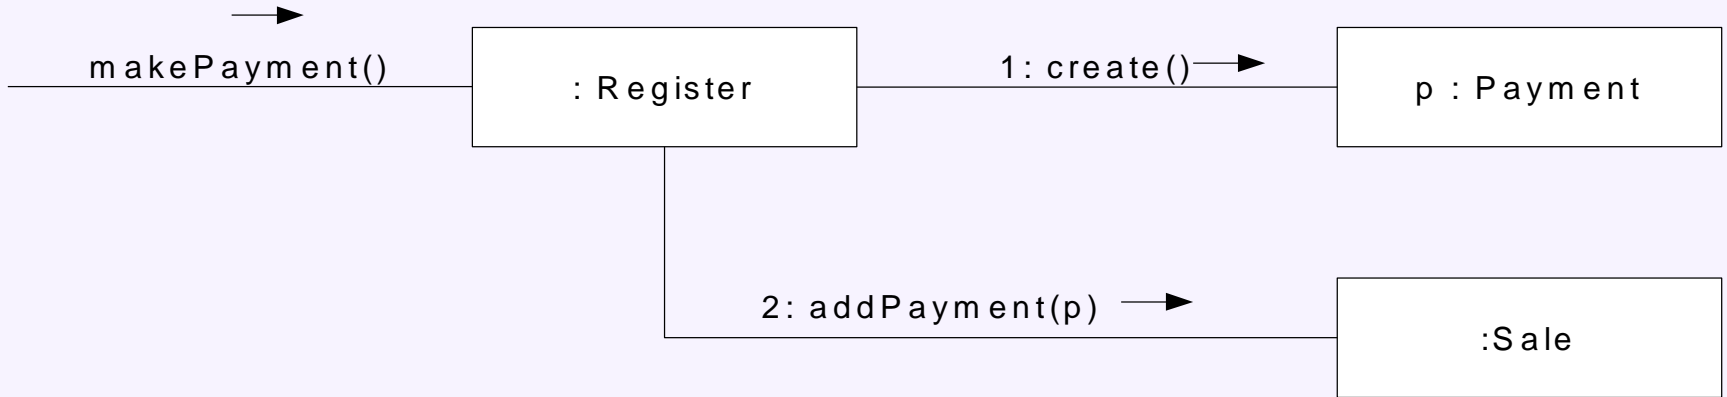 makePayment()
: Register
1: create()
p : Payment
2: addPayment(p)
:Sale